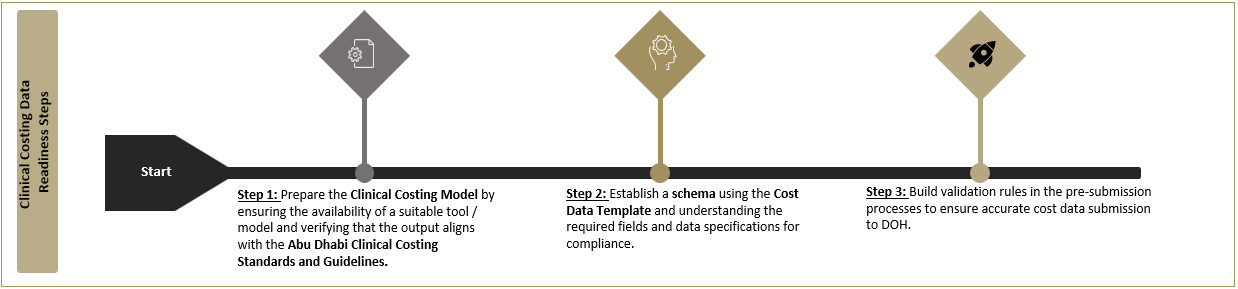 Clinical Costing Data
Readiness Steps
Start
Step 1: Prepare the Clinical Costing Model by
ensuring the availability of a suitable tool /
model and verifying that the output aligns
with the Abu Dhabi Clinical Costing
Standards and Guidelines.
Step 2: Establish a schema using the Cost
Data Template and understanding the
required fields and data specifications for
compliance.
Step 3: Build validation rules in the pre-submission
processes to ensure accurate cost data submission
to DOH.